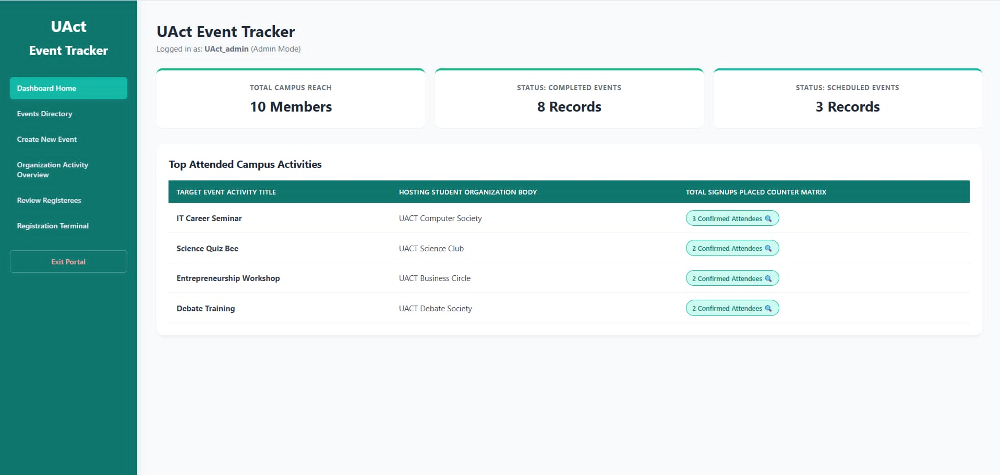 UAct
Event Tracker
Dashboard Home
Events Directory
Create New Event
Organization Activity
Overview
Review Registerees
Registration Terminal
Exit Portal
UAct Event Tracker
Logged in as: UAct_admin (Admin Mode)
TOTAL CAMPUS REACH
10 Members
STATUS: COMPLETED EVENTS
8 Records
STATUS: SCHEDULED EVENTS
3 Records
Top Attended Campus Activities
TARGET EVENT ACTIVITY TITLE HOSTING STUDENT ORGANIZATION BODY TOTAL SIGNUPS PLACED COUNTER MATRIX
IT Career Seminar UACT Computer Society 3 Confirmed Attendees
Science Quiz Bee UACT Science Club 2 Confirmed Attendees
Entrepreneurship Workshop UACT Business Circle 2 Confirmed Attendees
Debate Training UACT Debate Society 2 Confirmed Attendees